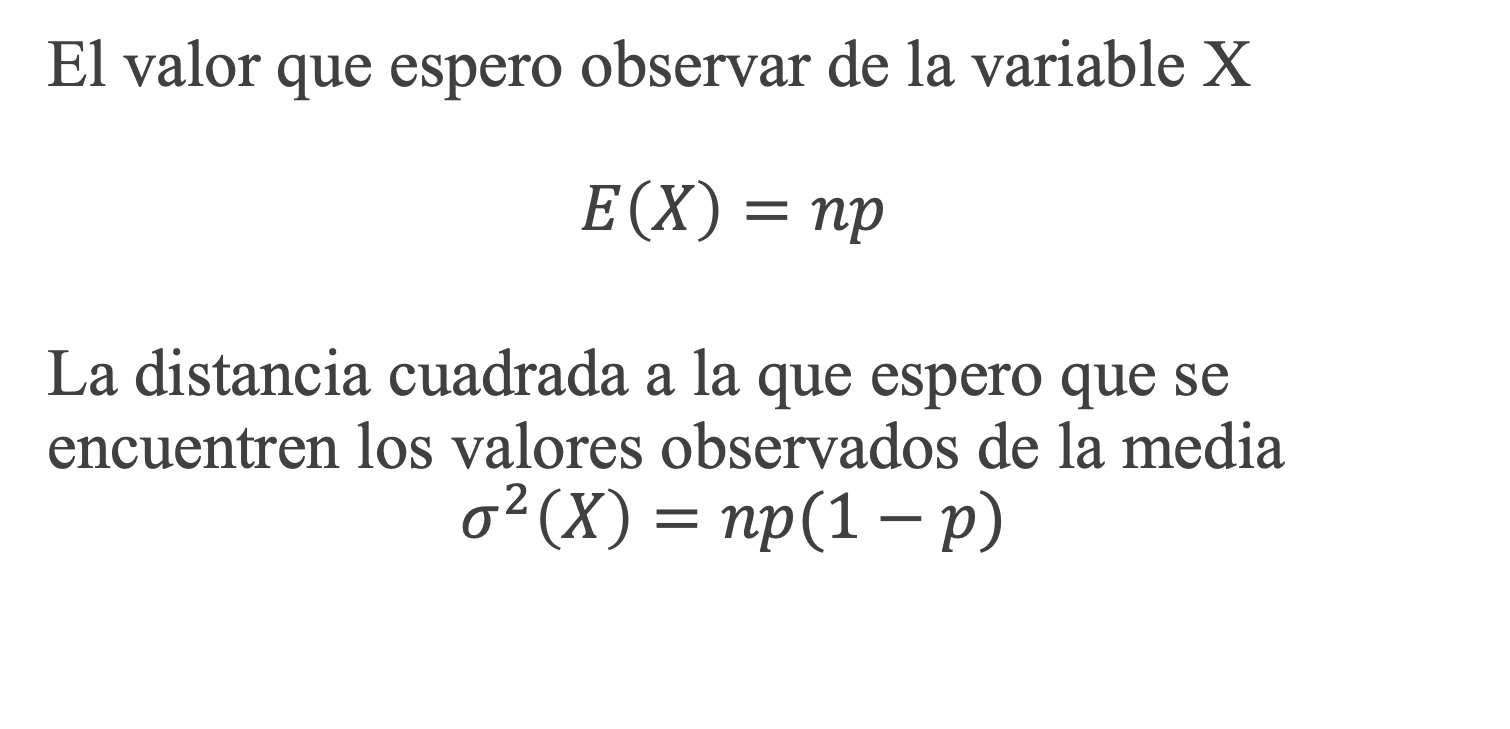 El valor que espero observar de la variable X
E(X) = np
La distancia cuadrada a la que espero que se
encuentren los valores observados de la media
σ²(X) = np(1 − p)